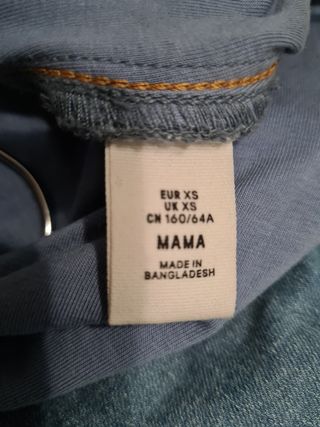 EUR XS
UK XS
CN 160/64A
MAMA
MADE IN
BANGLADESH